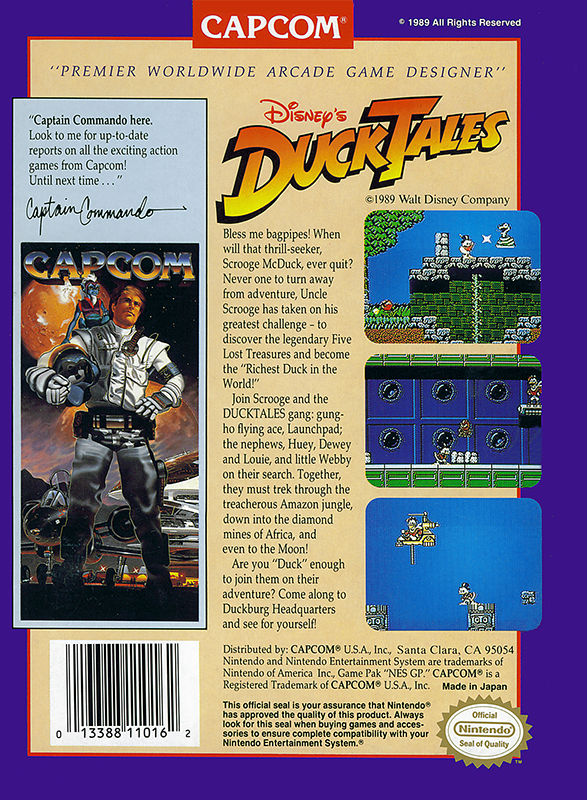 CAPCOM®
© 1989 All Rights Reserved
"PREMIER WORLDWIDE ARCADE GAME DESIGNER"
"Captain Commando here.
Look to me for up-to-date
reports on all the exciting action
games from Capcom!
Until next time . . ."
Captain Commando
CAPCOM
Disney's
DUCKTALES
©1989 Walt Disney Company
Bless me bagpipes! When
will that thrill-seeker,
Scrooge McDuck, ever quit?
Never one to turn away
from adventure, Uncle
Scrooge has taken on his
greatest challenge – to
discover the legendary Five
Lost Treasures and become
the "Richest Duck in the
World!"
Join Scrooge and the
DUCKTALES gang: gung-
ho flying ace, Launchpad;
the nephews, Huey, Dewey
and Louie, and little Webby
on their search. Together,
they must trek through the
treacherous Amazon jungle,
down into the diamond
mines of Africa, and
even to the Moon!
Are you "Duck" enough
to join them on their
adventure? Come along to
Duckburg Headquarters
and see for yourself!
0 13388 11016 2
Distributed by: CAPCOM® U.S.A., Inc., Santa Clara, CA 95054
Nintendo and Nintendo Entertainment System are trademarks of
Nintendo of America Inc., Game Pak "NES GP." CAPCOM® is a
Registered Trademark of CAPCOM® U.S.A., Inc. Made in Japan
This official seal is your assurance that Nintendo®
has approved the quality of this product. Always
look for this seal when buying games and acces-
sories to ensure complete compatibility with your
Nintendo Entertainment System.®
Official
Nintendo®
Seal of Quality
TM